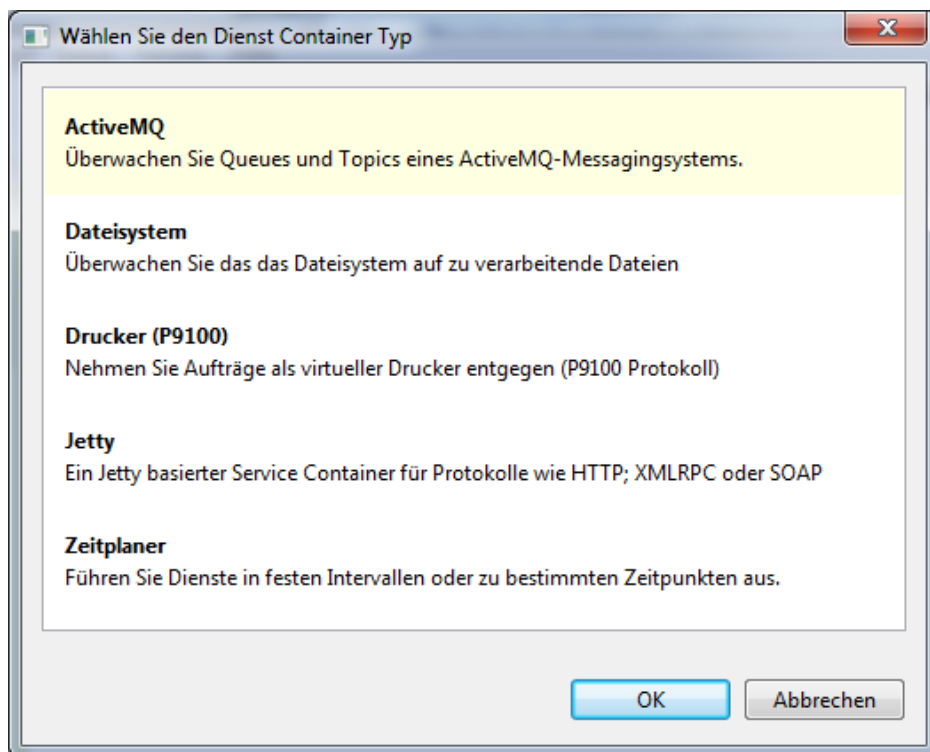 Wählen Sie den Dienst Container Typ
ActiveMQ
Überwachen Sie Queues und Topics eines ActiveMQ-Messagingsystems.
Dateisystem
Überwachen Sie das das Dateisystem auf zu verarbeitende Dateien
Drucker (P9100)
Nehmen Sie Aufträge als virtueller Drucker entgegen (P9100 Protokoll)
Jetty
Ein Jetty basierter Service Container für Protokolle wie HTTP; XMLRPC oder SOAP
Zeitplaner
Führen Sie Dienste in festen Intervallen oder zu bestimmten Zeitpunkten aus.
OK Abbrechen